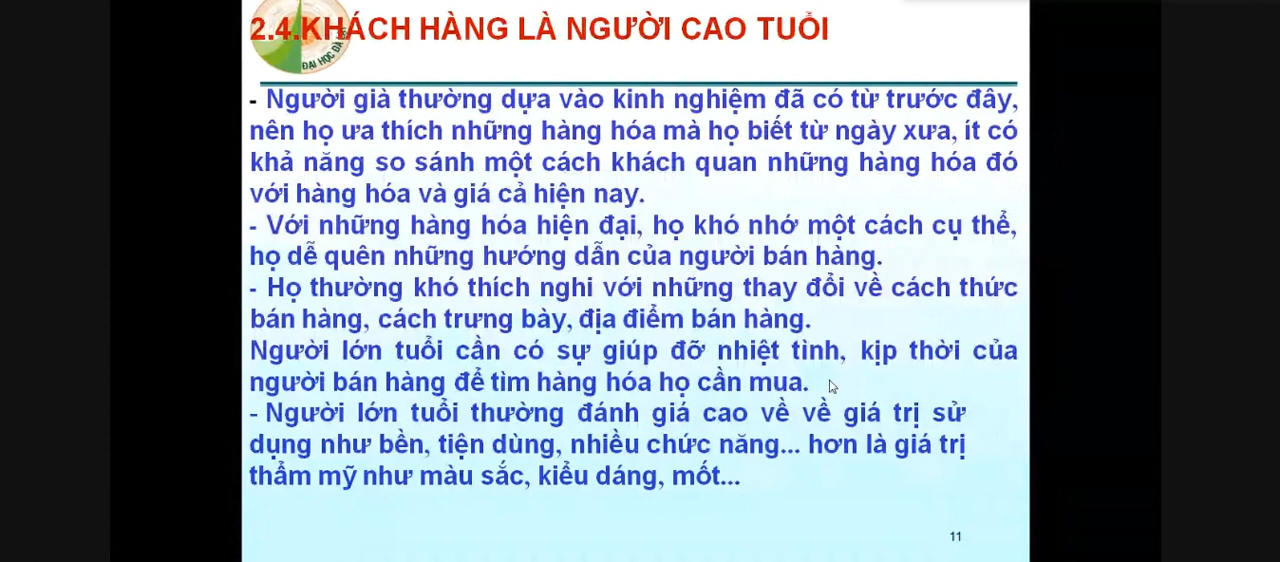 2.4.KHÁCH HÀNG LÀ NGƯỜI CAO TUỔI
ĐẠI HỌC ĐÀ
- Người già thường dựa vào kinh nghiệm đã có từ trước đây,
nên họ ưa thích những hàng hóa mà họ biết từ ngày xưa, ít có
khả năng so sánh một cách khách quan những hàng hóa đó
với hàng hóa và giá cả hiện nay.
- Với những hàng hóa hiện đại, họ khó nhớ một cách cụ thể,
họ dễ quên những hướng dẫn của người bán hàng.
- Họ thường khó thích nghi với những thay đổi về cách thức
bán hàng, cách trưng bày, địa điểm bán hàng.
Người lớn tuổi cần có sự giúp đỡ nhiệt tình, kịp thời của
người bán hàng để tìm hàng hóa họ cần mua.
- Người lớn tuổi thường đánh giá cao về về giá trị sử
dụng như bền, tiện dùng, nhiều chức năng... hơn là giá trị
thẩm mỹ như màu sắc, kiểu dáng, mốt...
11